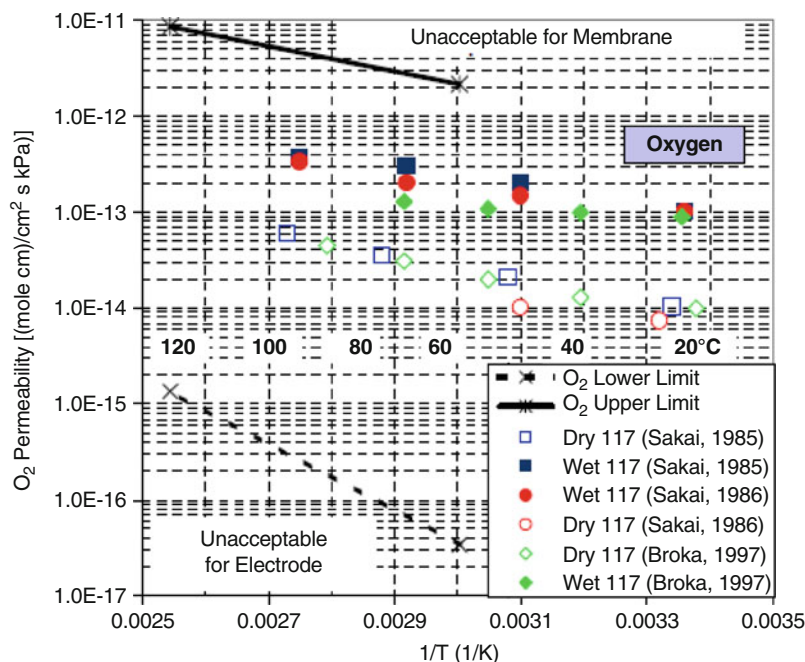 1.0E-11
1.0E-12
1.0E-13
1.0E-14
1.0E-15
1.0E-16
1.0E-17
O2 Permeability [(mole cm)/cm² s kPa)]
Unacceptable for Membrane
Oxygen
120 100 80 60 40 20°C
O2 Lower Limit
O2 Upper Limit
Dry 117 (Sakai, 1985)
Wet 117 (Sakai, 1985)
Wet 117 (Sakai, 1986)
Dry 117 (Sakai, 1986)
Dry 117 (Broka, 1997)
Wet 117 (Broka, 1997)
Unacceptable
for Electrode
0.0025 0.0027 0.0029 0.0031 0.0033 0.0035
1/T (1/K)